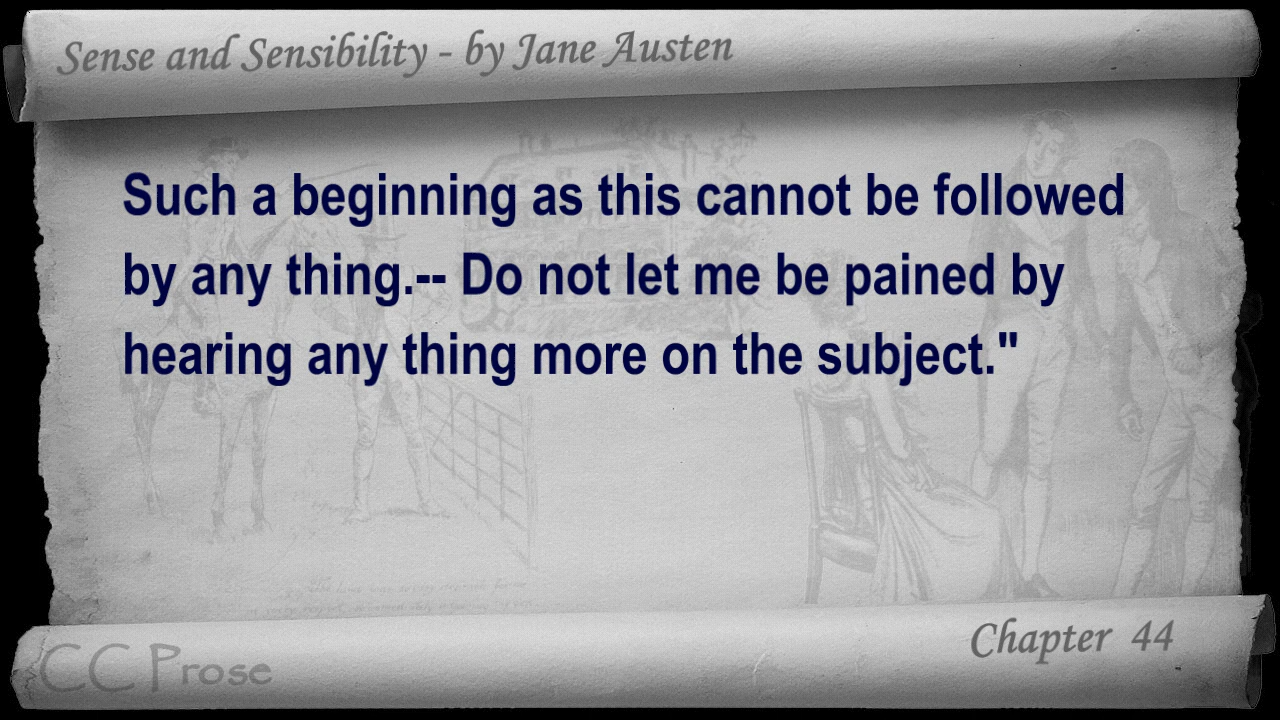 Sense and Sensibility - by Jane Austen
Such a beginning as this cannot be followed
by any thing.-- Do not let me be pained by
hearing any thing more on the subject."
Chapter 44
CC Prose